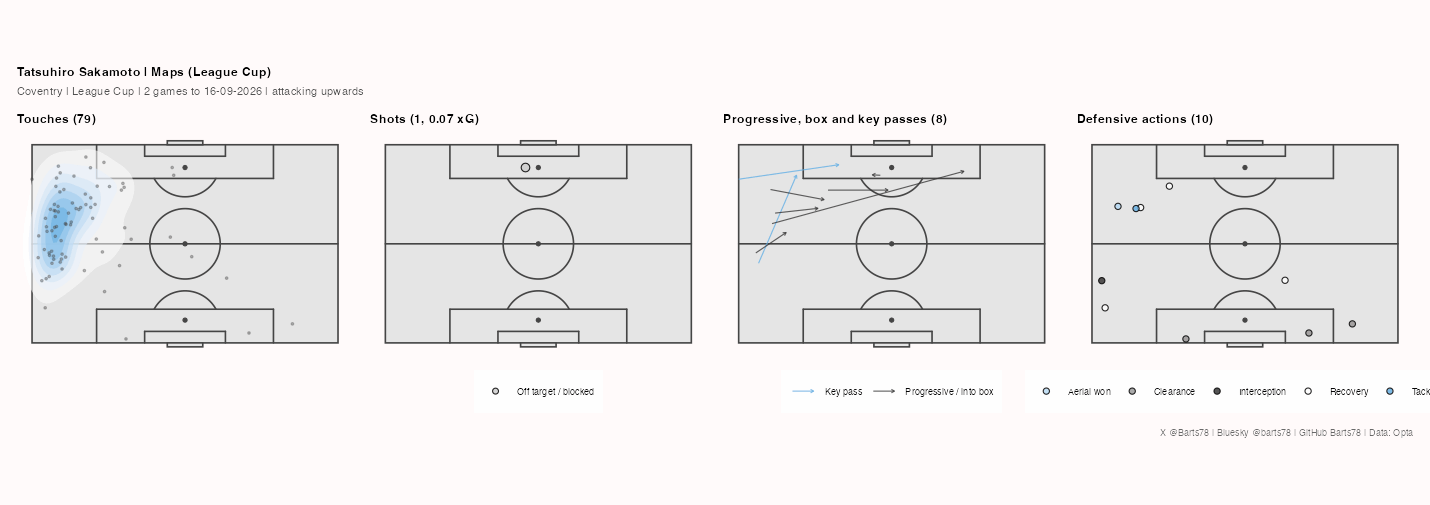 Tatsuhiro Sakamoto | Maps (League Cup)
Coventry | League Cup | 2 games to 16-09-2026 | attacking upwards
Touches (79)
Shots (1, 0.07 xG)
Progressive, box and key passes (8)
Defensive actions (10)
Off target / blocked
Key pass
Progressive / into box
Aerial won
Clearance
Interception
Recovery
Tack
X @Barts78 | Bluesky @barts78 | GitHub Barts78 | Data: Opta